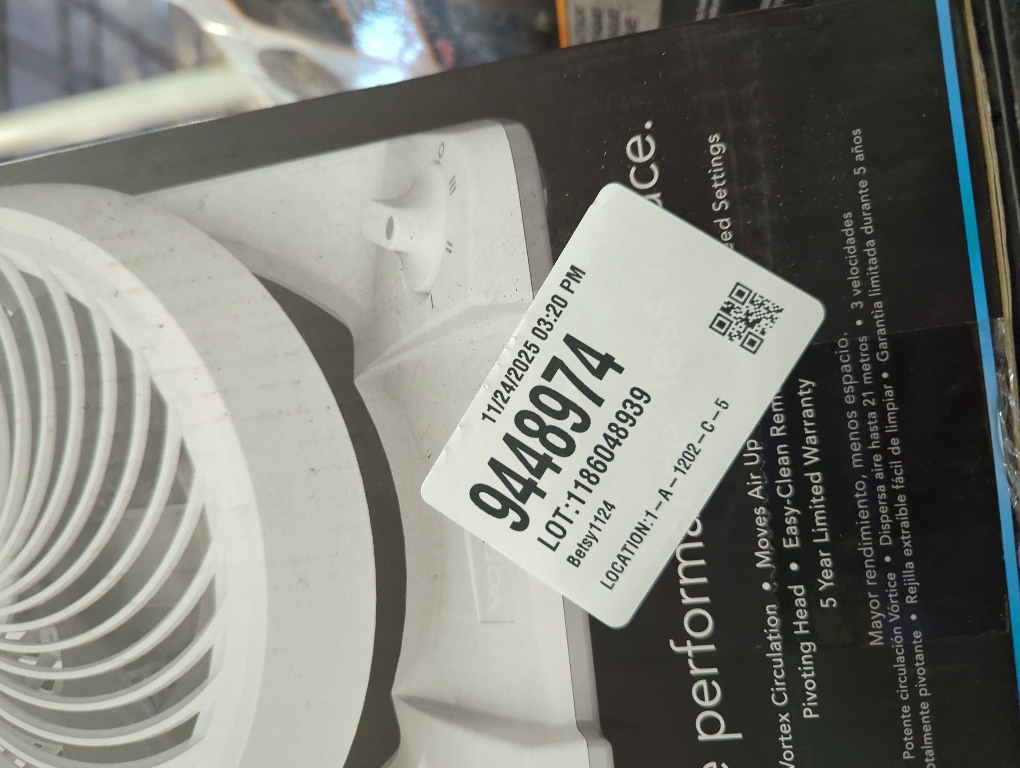 11/24/2025 03:20 PM
9448974
LOT:1186048939
Betsy1124
LOCATION:1-A-1202-C-5
performa
ace.
Vortex Circulation • Moves Air Up
ed Settings
Pivoting Head • Easy-Clean
5 Year Limited Warranty
Mayor rendimiento, menos espacio.
Potente circulación Vórtice • Dispersa aire hasta 21 metros • 3 velocidades
otalmente pivotante • Rejilla extraíble fácil de limpiar • Garantía limitada durante 5 años